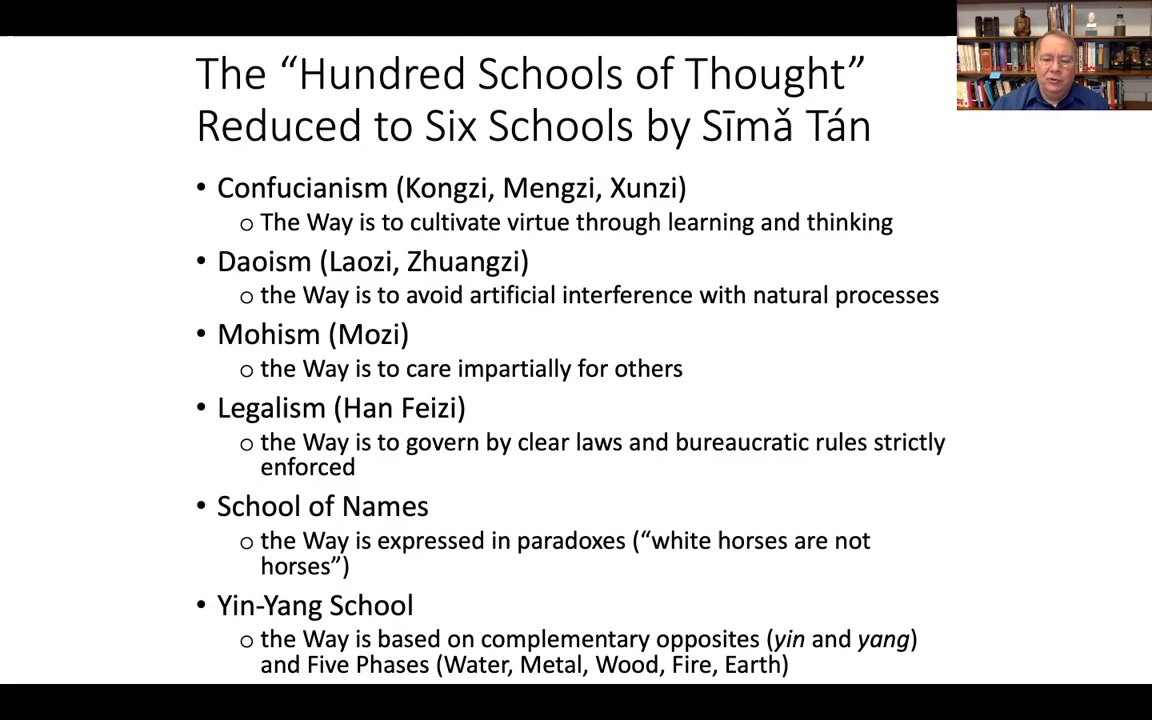 The “Hundred Schools of Thought”
Reduced to Six Schools by Sīmǎ Tán
• Confucianism (Kongzi, Mengzi, Xunzi)
o The Way is to cultivate virtue through learning and thinking
• Daoism (Laozi, Zhuangzi)
o the Way is to avoid artificial interference with natural processes
• Mohism (Mozi)
o the Way is to care impartially for others
• Legalism (Han Feizi)
o the Way is to govern by clear laws and bureaucratic rules strictly
enforced
• School of Names
o the Way is expressed in paradoxes (“white horses are not
horses”)
• Yin-Yang School
o the Way is based on complementary opposites (yin and yang)
and Five Phases (Water, Metal, Wood, Fire, Earth)